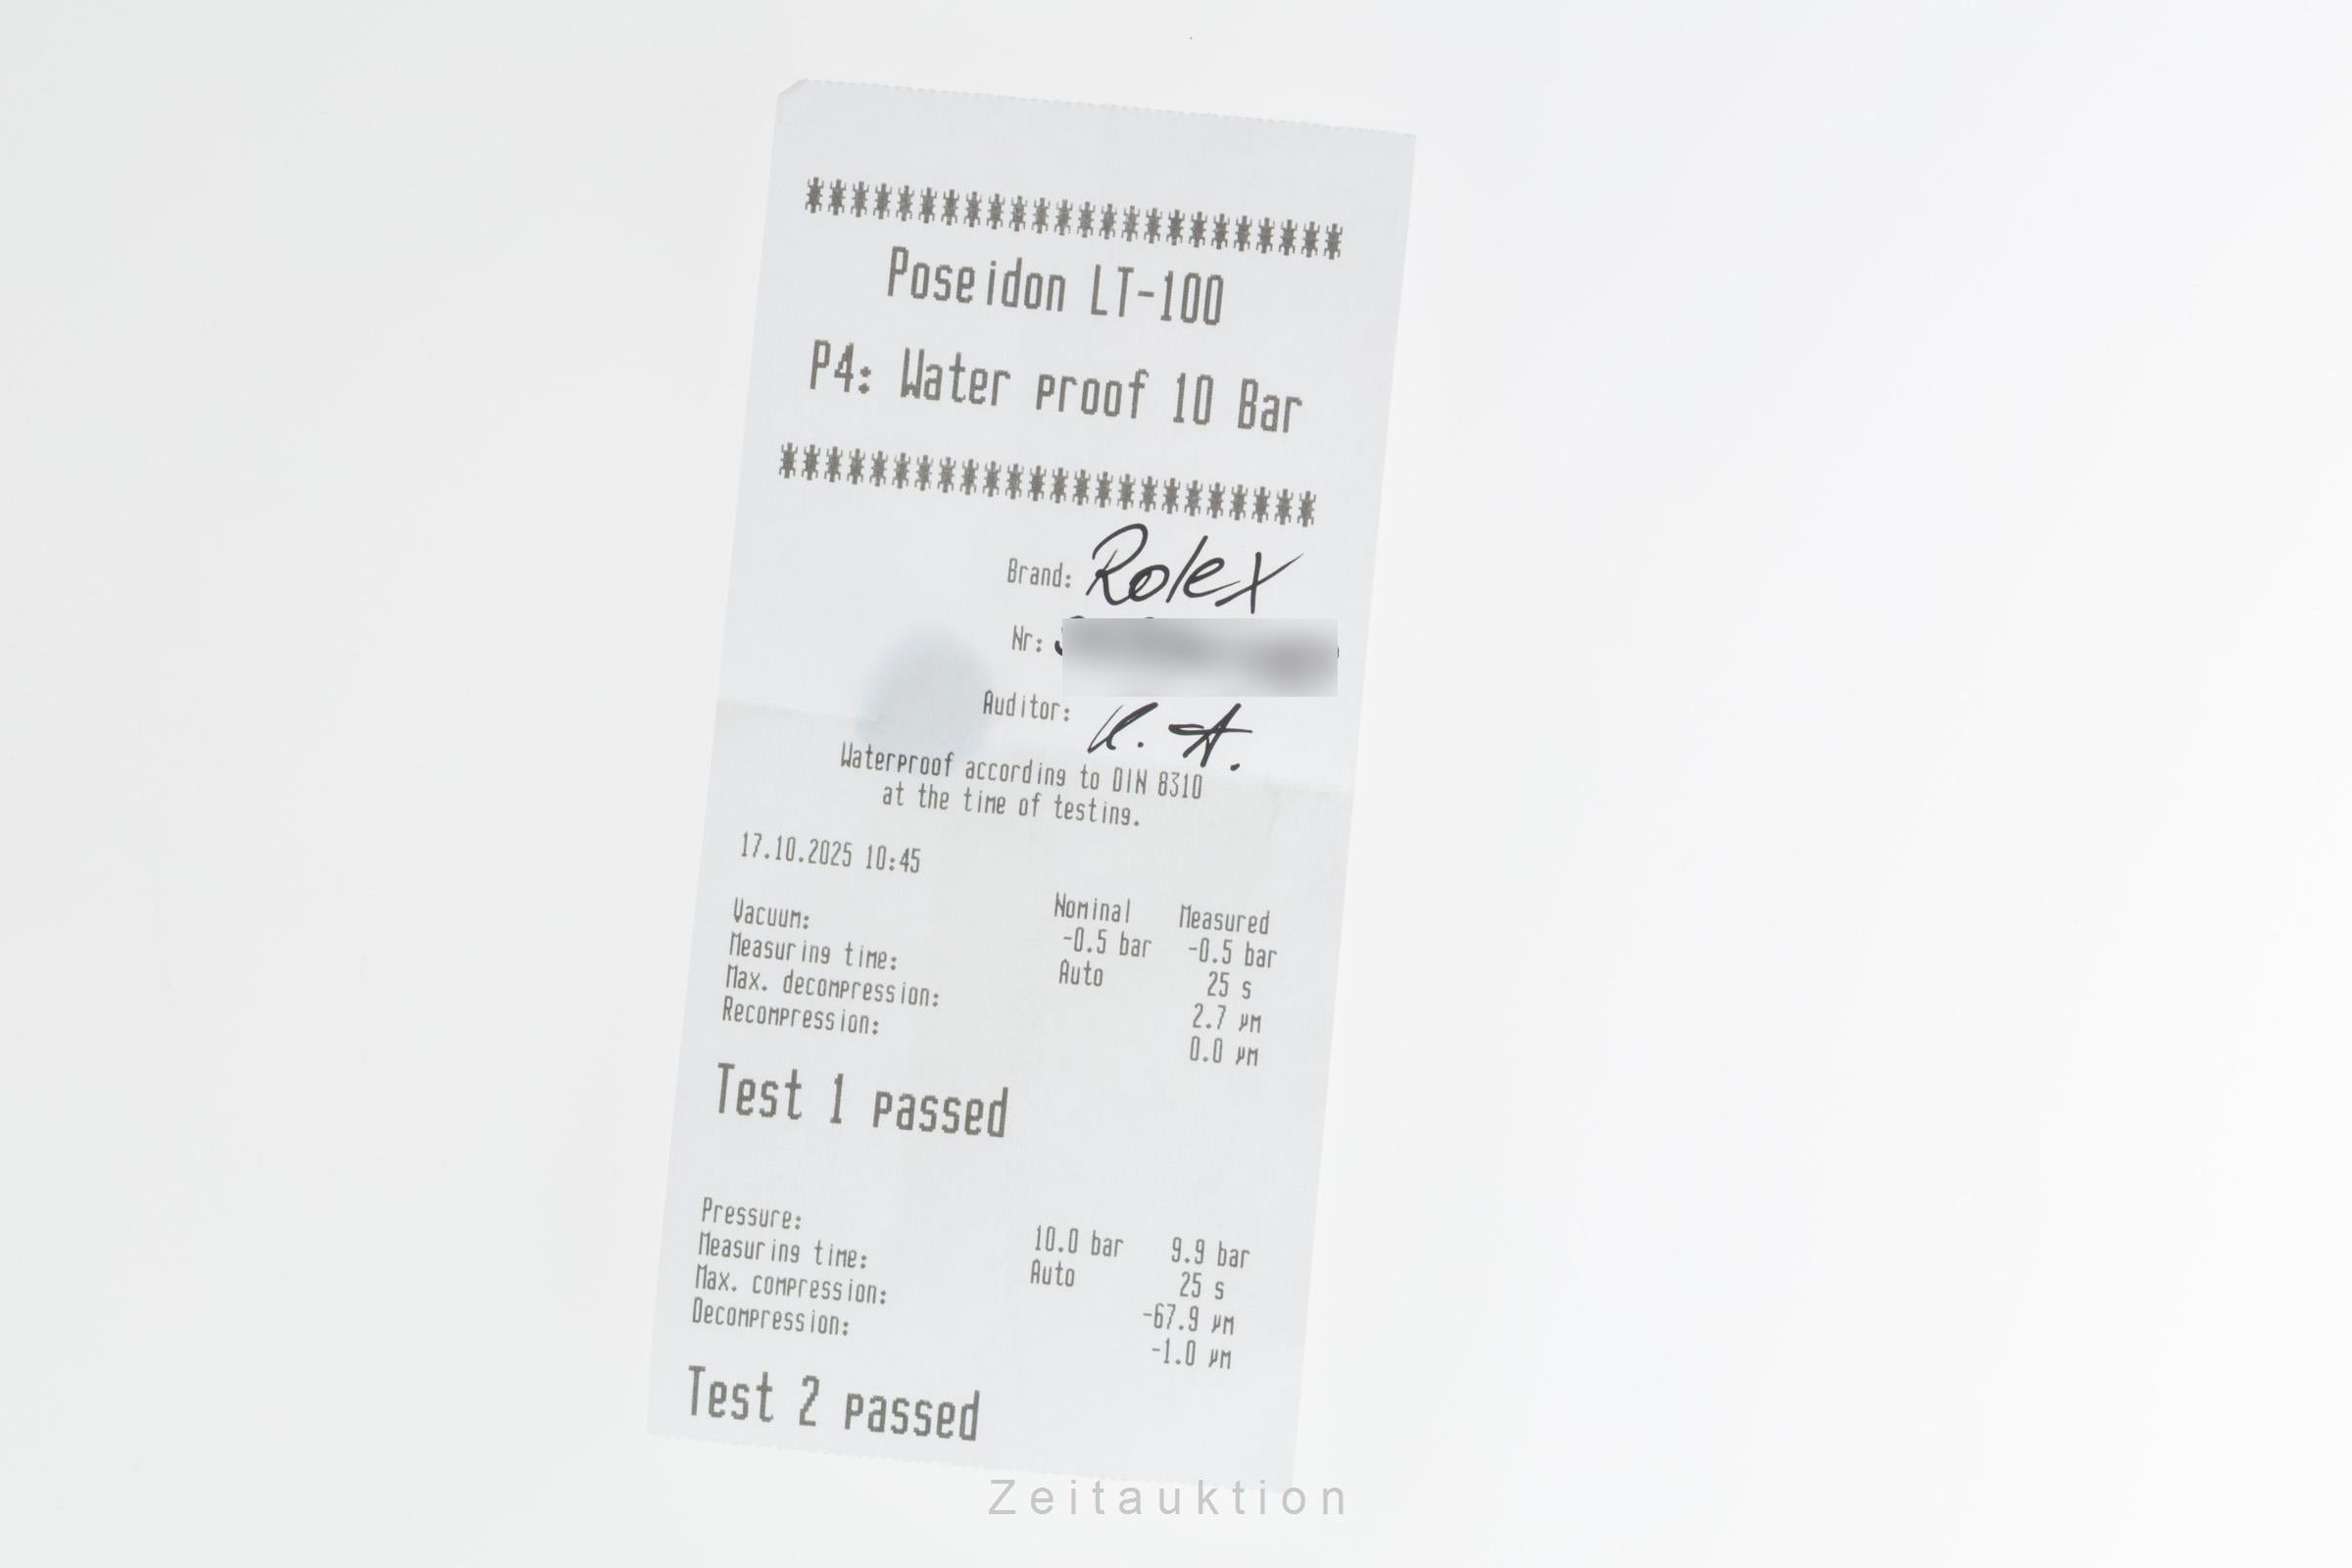 ************************
Poseidon LT-100
P4: Water proof 10 Bar
************************
Brand: Rolex
Nr:
Auditor: K. A.
Waterproof according to DIN 8310
at the time of testing.
17.10.2025 10:45
Nominal Measured
Vacuum: -0.5 bar -0.5 bar
Measuring time: Auto 25 s
Max. decompression: 2.7 µm
Recompression: 0.0 µm
Test 1 passed
Pressure: 10.0 bar 9.9 bar
Measuring time: Auto 25 s
Max. compression: -67.9 µm
Decompression: -1.0 µm
Test 2 passed
Zeitauktion